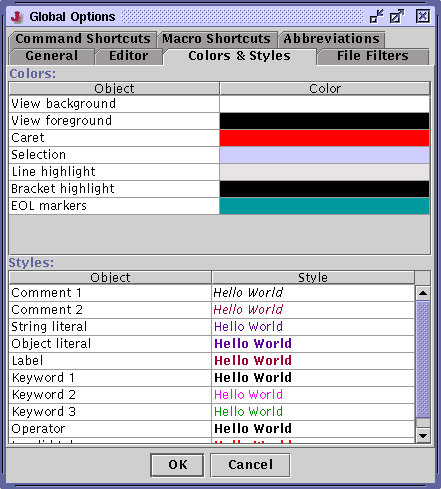 Global Options
Command Shortcuts Macro Shortcuts Abbreviations
General Editor Colors & Styles File Filters
Colors:
Object Color
View background
View foreground
Caret
Selection
Line highlight
Bracket highlight
EOL markers
Styles:
Object Style
Comment 1 Hello World
Comment 2 Hello World
String literal Hello World
Object literal Hello World
Label Hello World
Keyword 1 Hello World
Keyword 2 Hello World
Keyword 3 Hello World
Operator Hello World
Hello World
OK Cancel